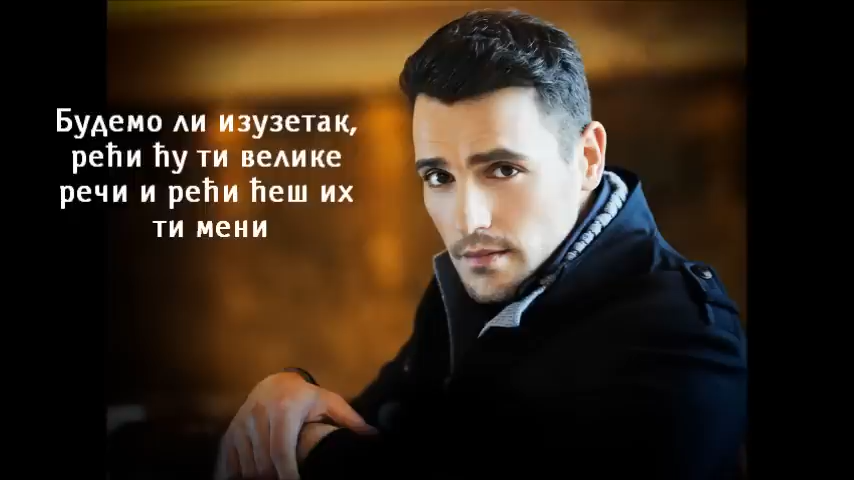 Будемо ли изузетак,
рећи ћу ти велике
речи и рећи ћеш их
ти мени